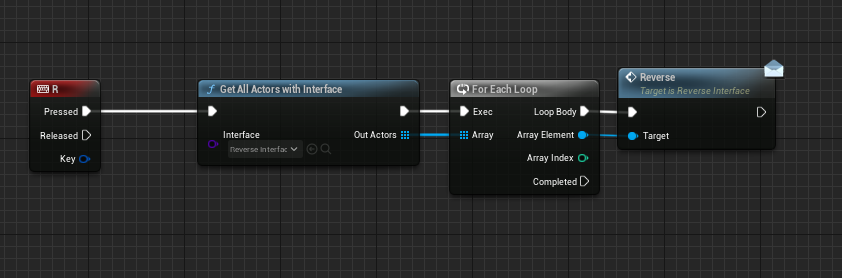 R
Pressed
Released
Key
f Get All Actors with Interface
Interface
Reverse Interfac
Out Actors
For Each Loop
Exec
Loop Body
Array
Array Element
Array Index
Completed
Reverse
Target is Reverse Interface
Target